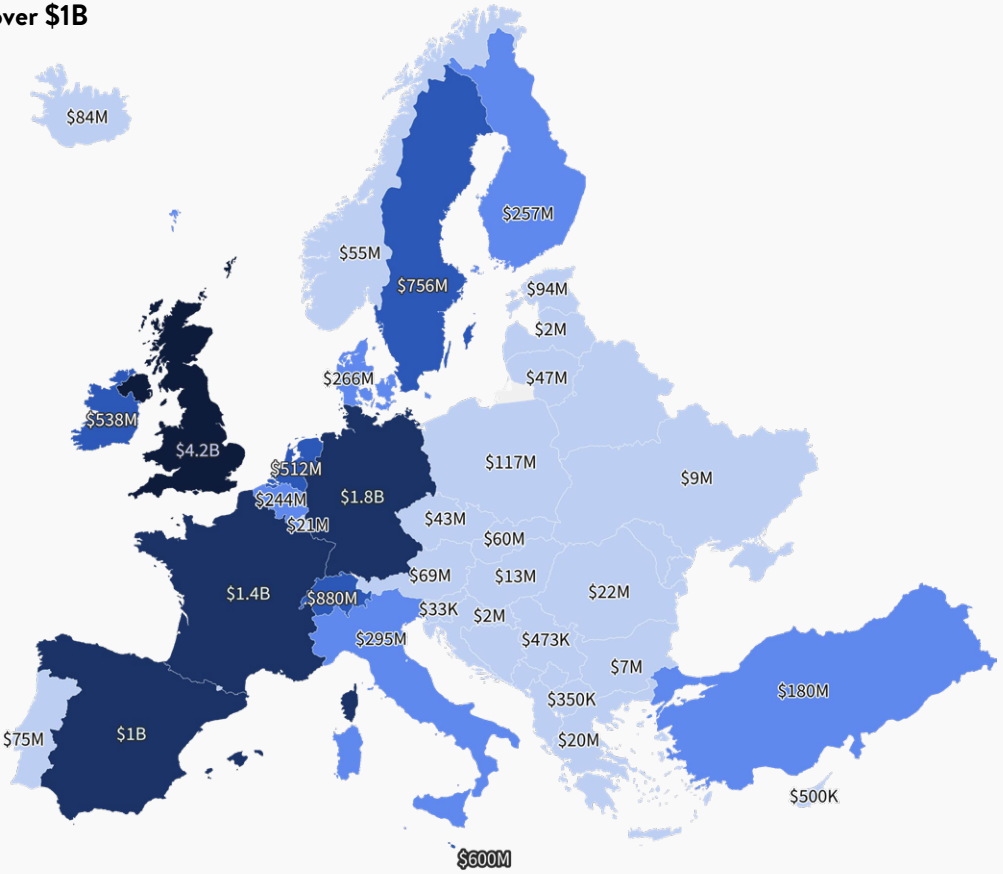 over $1B
$84M
$257M
$55M
$756M
$94M
$2M
$266M
$47M
$538M
$4.2B
$512M
$117M
$9M
$244M
$1.8B
$21M
$43M
$60M
$69M
$13M
$1.4B
$880M
$22M
$33K
$2M
$295M
$473K
$7M
$180M
$350K
$75M
$1B
$20M
$500K
$600M